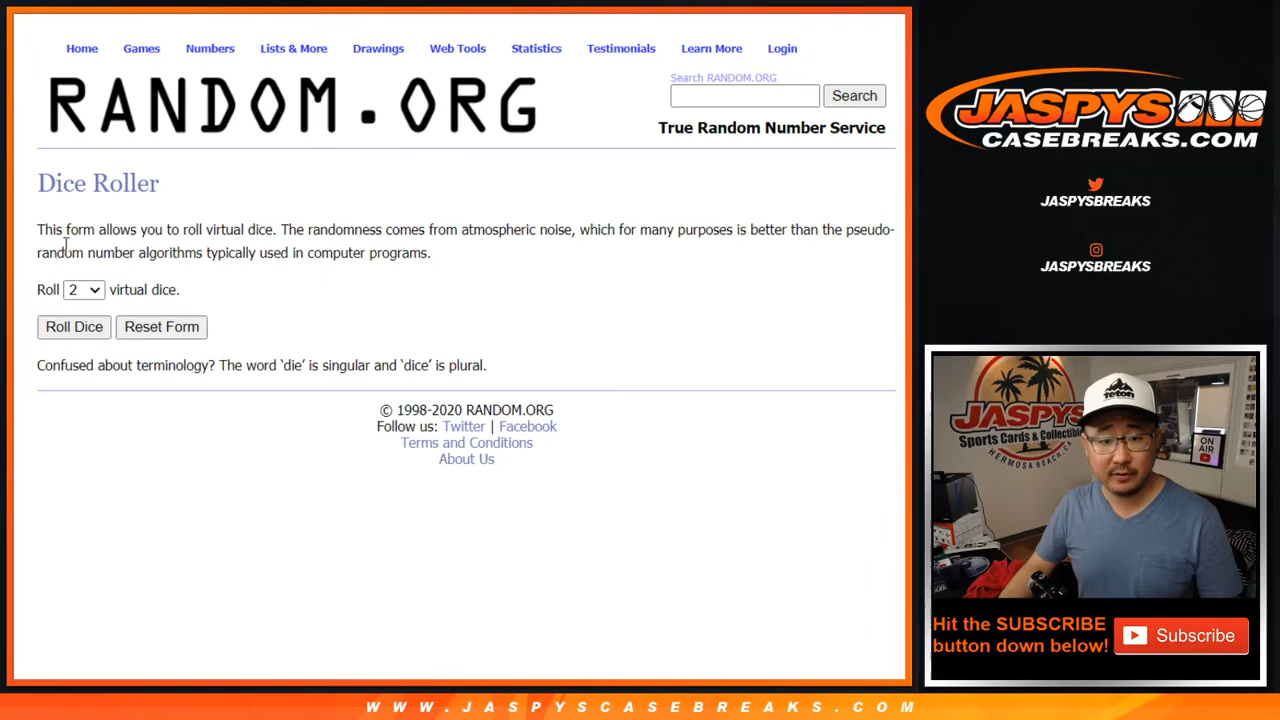 Home Games Numbers Lists & More Drawings Web Tools Statistics Testimonials Learn More Login
RANDOM.ORG
Search RANDOM.ORG
Search
True Random Number Service
Dice Roller
This form allows you to roll virtual dice. The randomness comes from atmospheric noise, which for many purposes is better than the pseudo-
random number algorithms typically used in computer programs.
Roll 2 virtual dice.
Roll Dice Reset Form
Confused about terminology? The word ‘die’ is singular and ‘dice’ is plural.
© 1998-2020 RANDOM.ORG
Follow us: Twitter | Facebook
Terms and Conditions
About Us
JASPYS
CASEBREAKS.COM
JASPYSBREAKS
JASPYSBREAKS
JASPYS
Sports Cards & Collectible
HERMOSA BEACH, CA
ON
AIR
TETON
Hit the SUBSCRIBE
button down below!
Subscribe
WWW.JASPYSCASEBREAKS.COM